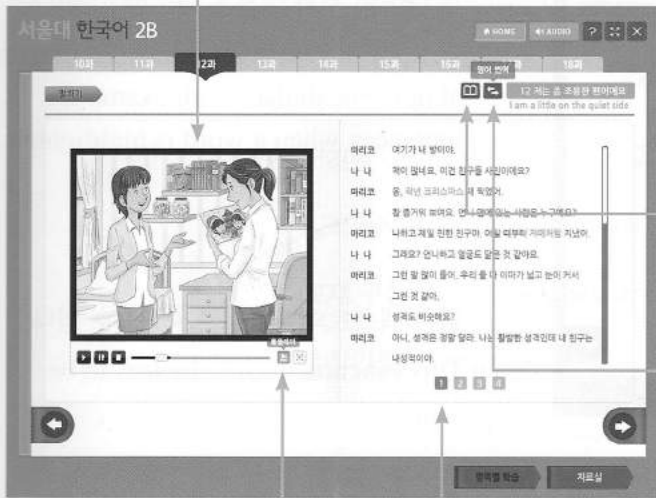 서울대 한국어 2B
HOME
AUDIO
?
10과 11과 12과 13과 14과 15과 16과 18과
영어 번역
말하기
12 저는 좀 조용한 편이에요
I am a little on the quiet side
마리코 여기가 내 방이야.
나나 책이 많네요. 이건 친구들 사진이에요?
마리코 응, 작년 크리스마스 때 찍었어.
나나 참 즐거워 보여요. 언니 옆에 있는 사람은 누구예요?
마리코 나하고 제일 친한 친구야. 어릴 때부터 자매처럼 지냈어.
나나 그래요? 언니하고 얼굴도 닮은 것 같아요.
마리코 그런 말 많이 들어. 우리 둘 다 이마가 넓고 눈이 커서
그런 것 같아.
나나 성격도 비슷해요?
마리코 아니, 성격은 정말 달라. 나는 활발한 성격인데 내 친구는
내성적이야.
롤플레이
1 2 3 4
영역별 학습
자료실